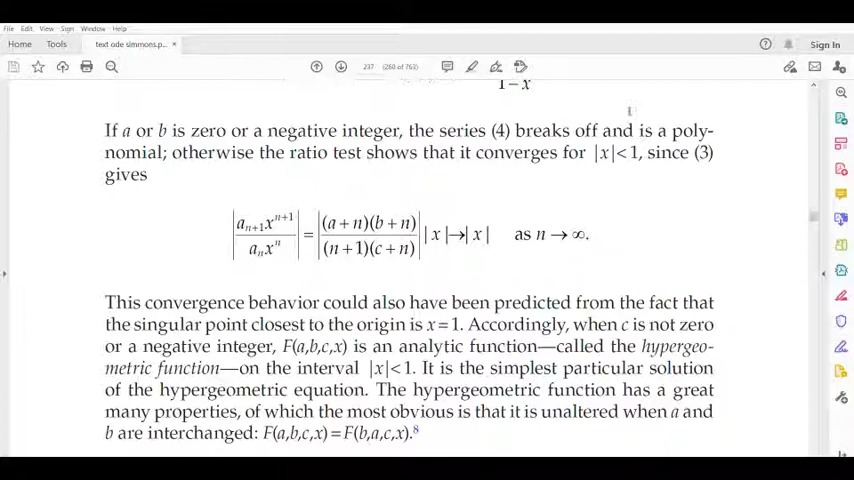 File Edit View Sign Window Help
Home Tools text ode simmons.p... × Sign In
237 (260 of 763)
1 − x
If a or b is zero or a negative integer, the series (4) breaks off and is a poly-
nomial; otherwise the ratio test shows that it converges for |x|<1, since (3)
gives
|aₙ₊₁xⁿ⁺¹ / aₙxⁿ| = |(a+n)(b+n) / (n+1)(c+n)| |x|→|x| as n → ∞.
This convergence behavior could also have been predicted from the fact that
the singular point closest to the origin is x=1. Accordingly, when c is not zero
or a negative integer, F(a,b,c,x) is an analytic function—called the hypergeo-
metric function—on the interval |x|<1. It is the simplest particular solution
of the hypergeometric equation. The hypergeometric function has a great
many properties, of which the most obvious is that it is unaltered when a and
b are interchanged: F(a,b,c,x)=F(b,a,c,x).⁸